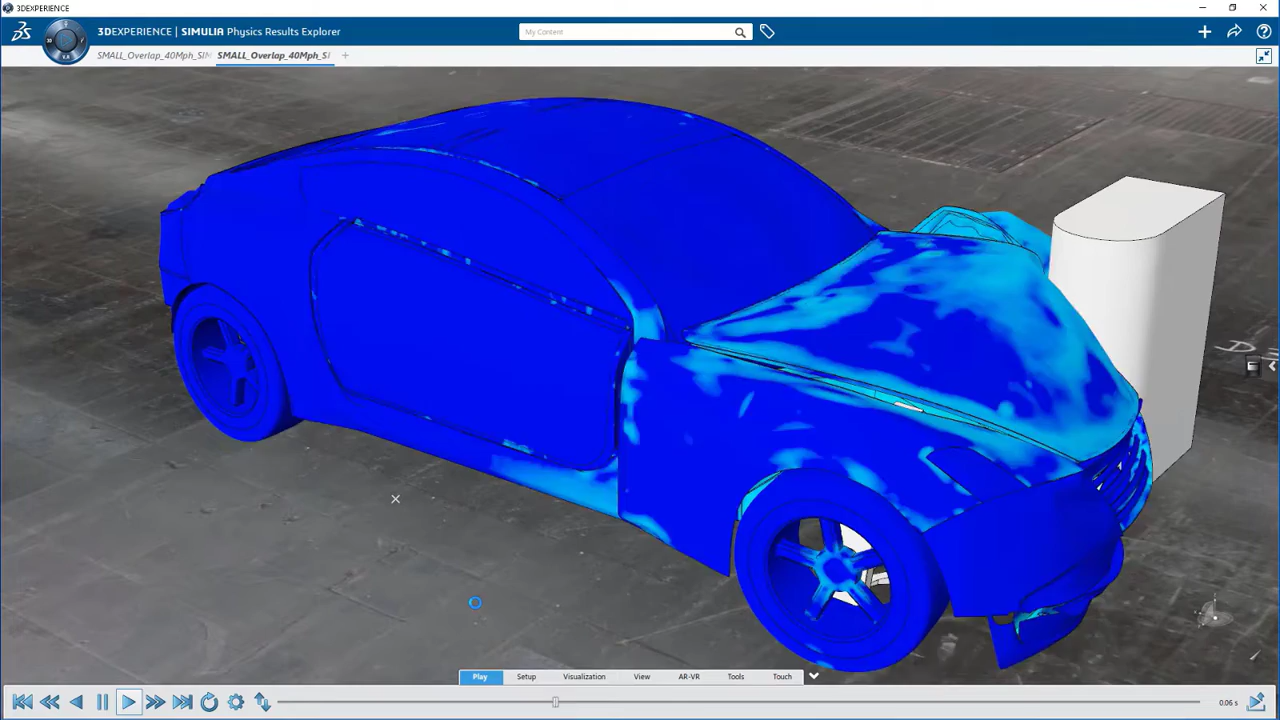 3DEXPERIENCE
3DEXPERIENCE | SIMULIA Physics Results Explorer
My Content
SMALL_Overlap_40Mph_SIM
SMALL_Overlap_40Mph_SI
Play
Setup
Visualization
View
AR-VR
Tools
Touch
0.06 s